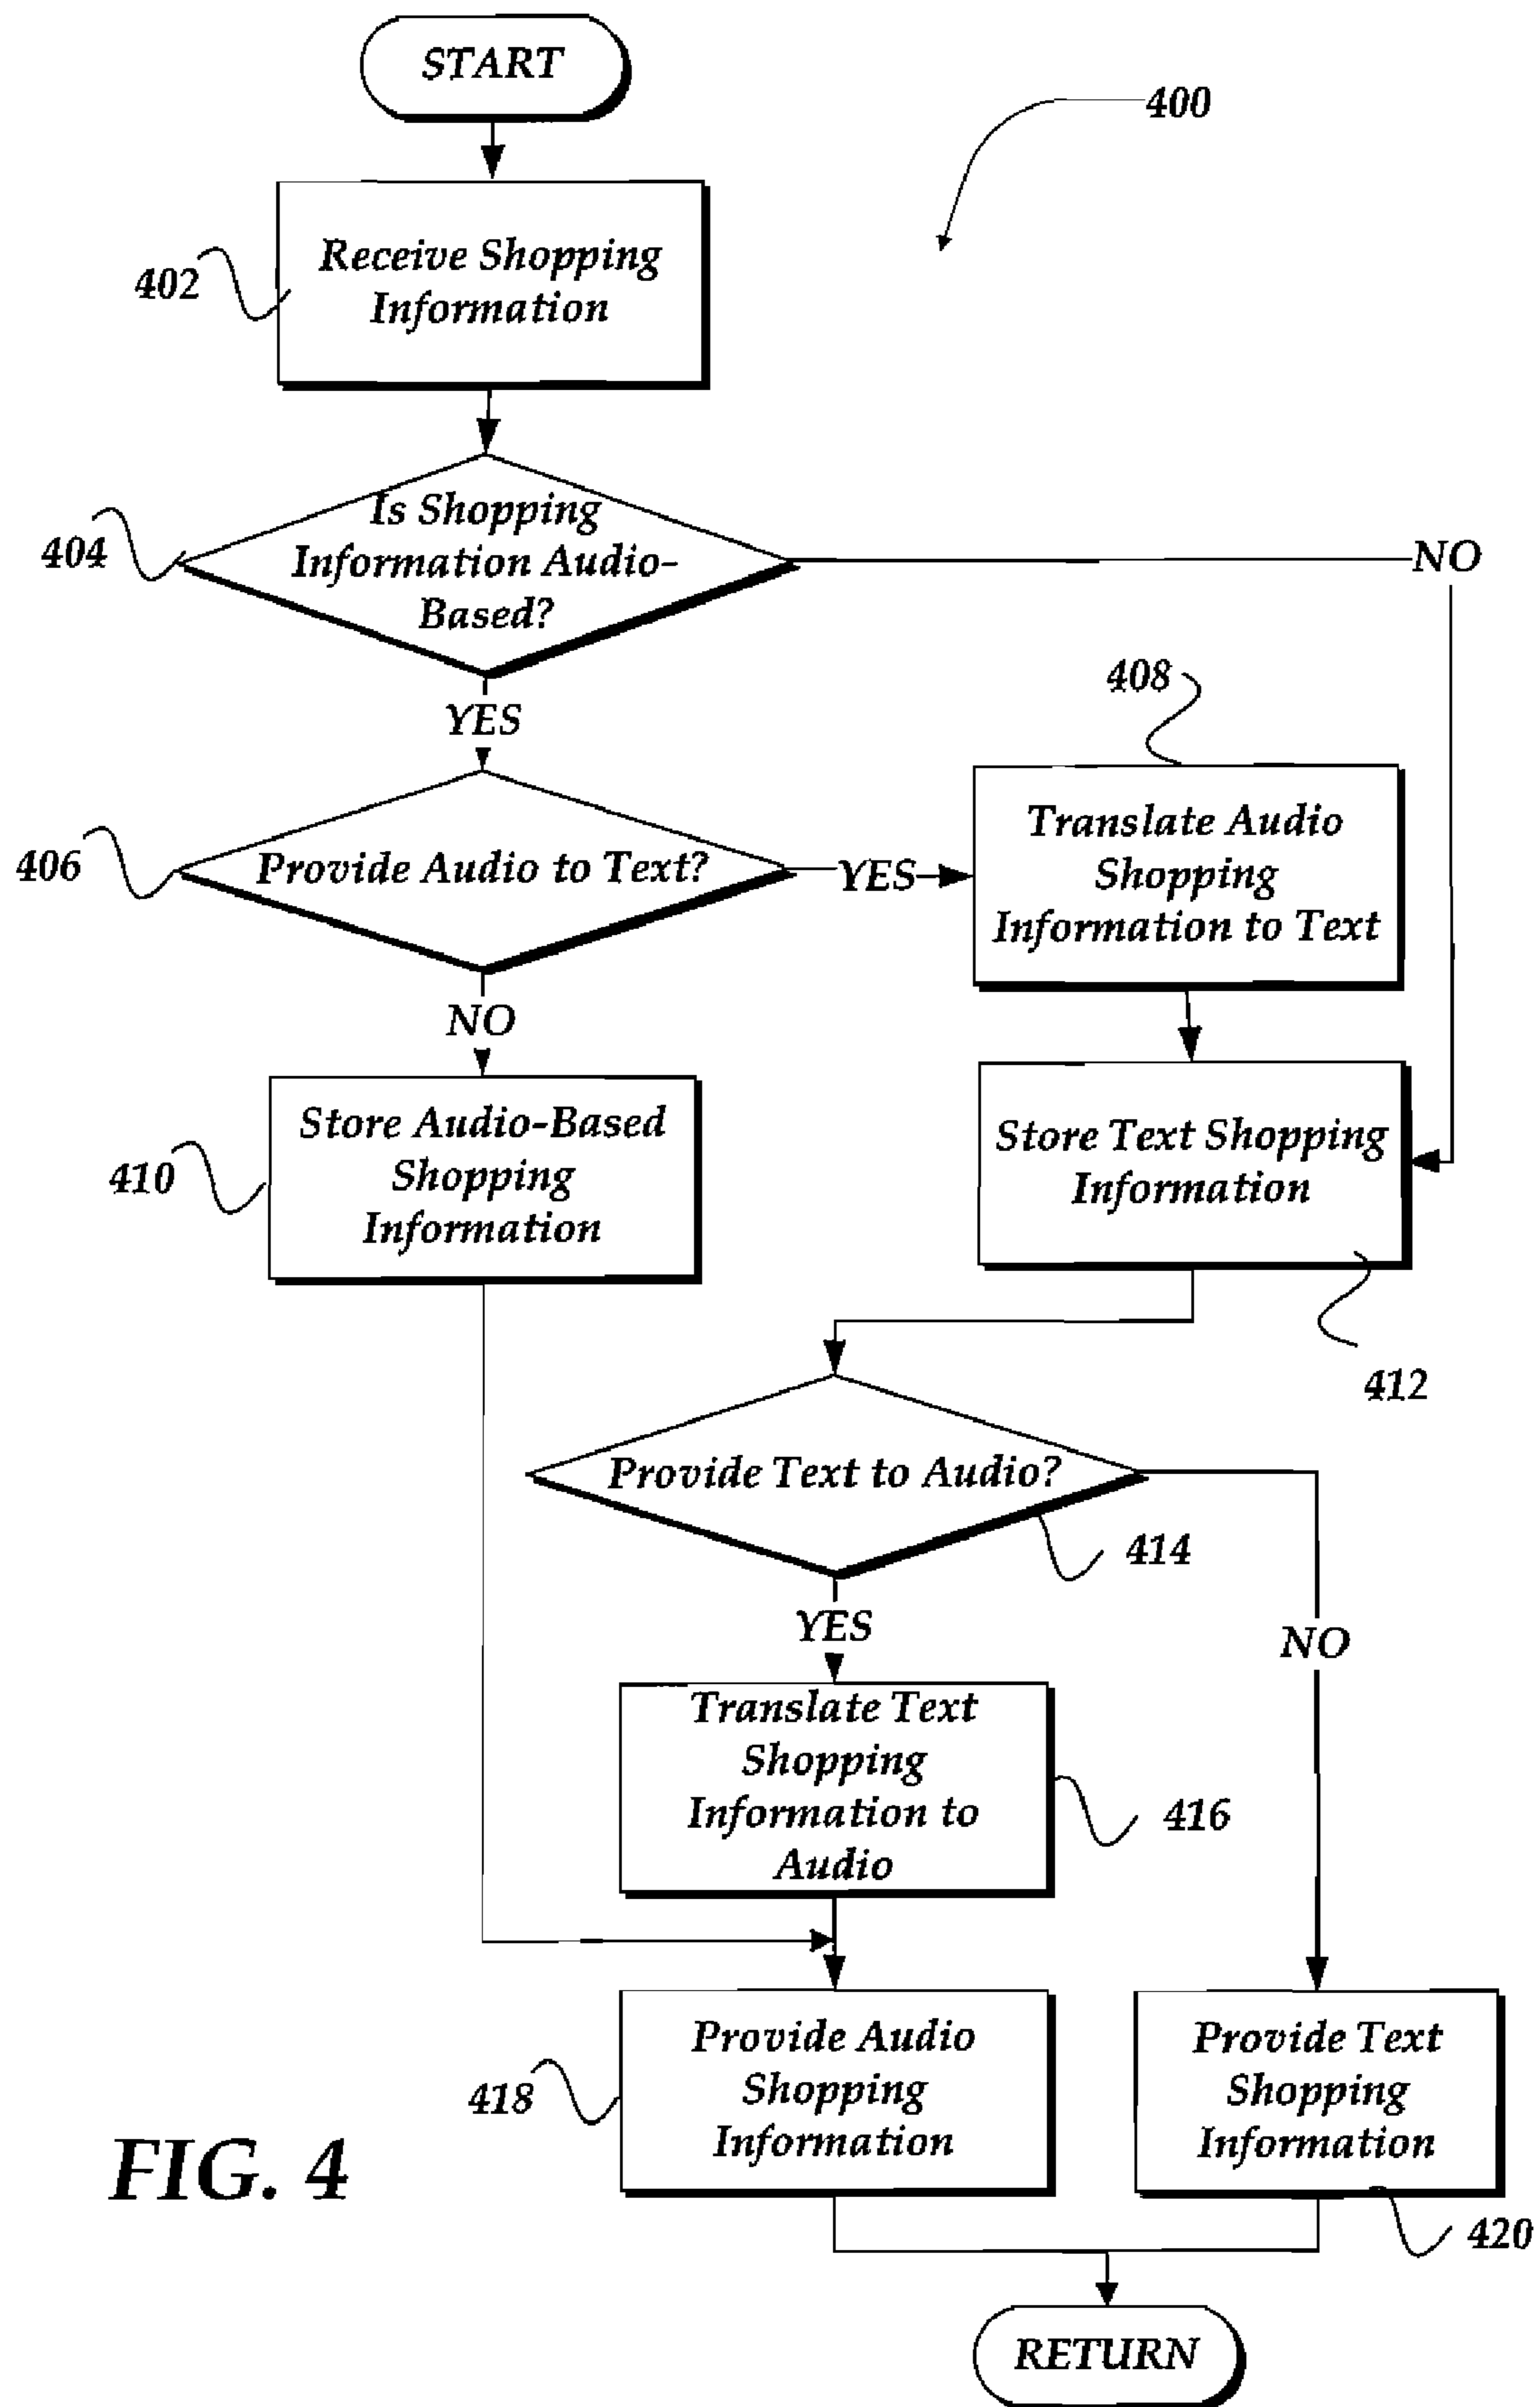 START
400
Receive Shopping
Information
402
Is Shopping
Information Audio-
Based?
404
NO
YES
408
Provide Audio to Text?
406
YES
Translate Audio
Shopping
Information to Text
NO
Store Audio-Based
Shopping
Information
410
Store Text Shopping
Information
412
Provide Text to Audio?
414
YES
NO
Translate Text
Shopping
Information to
Audio
416
Provide Audio
Shopping
Information
418
Provide Text
Shopping
Information
420
FIG. 4
RETURN